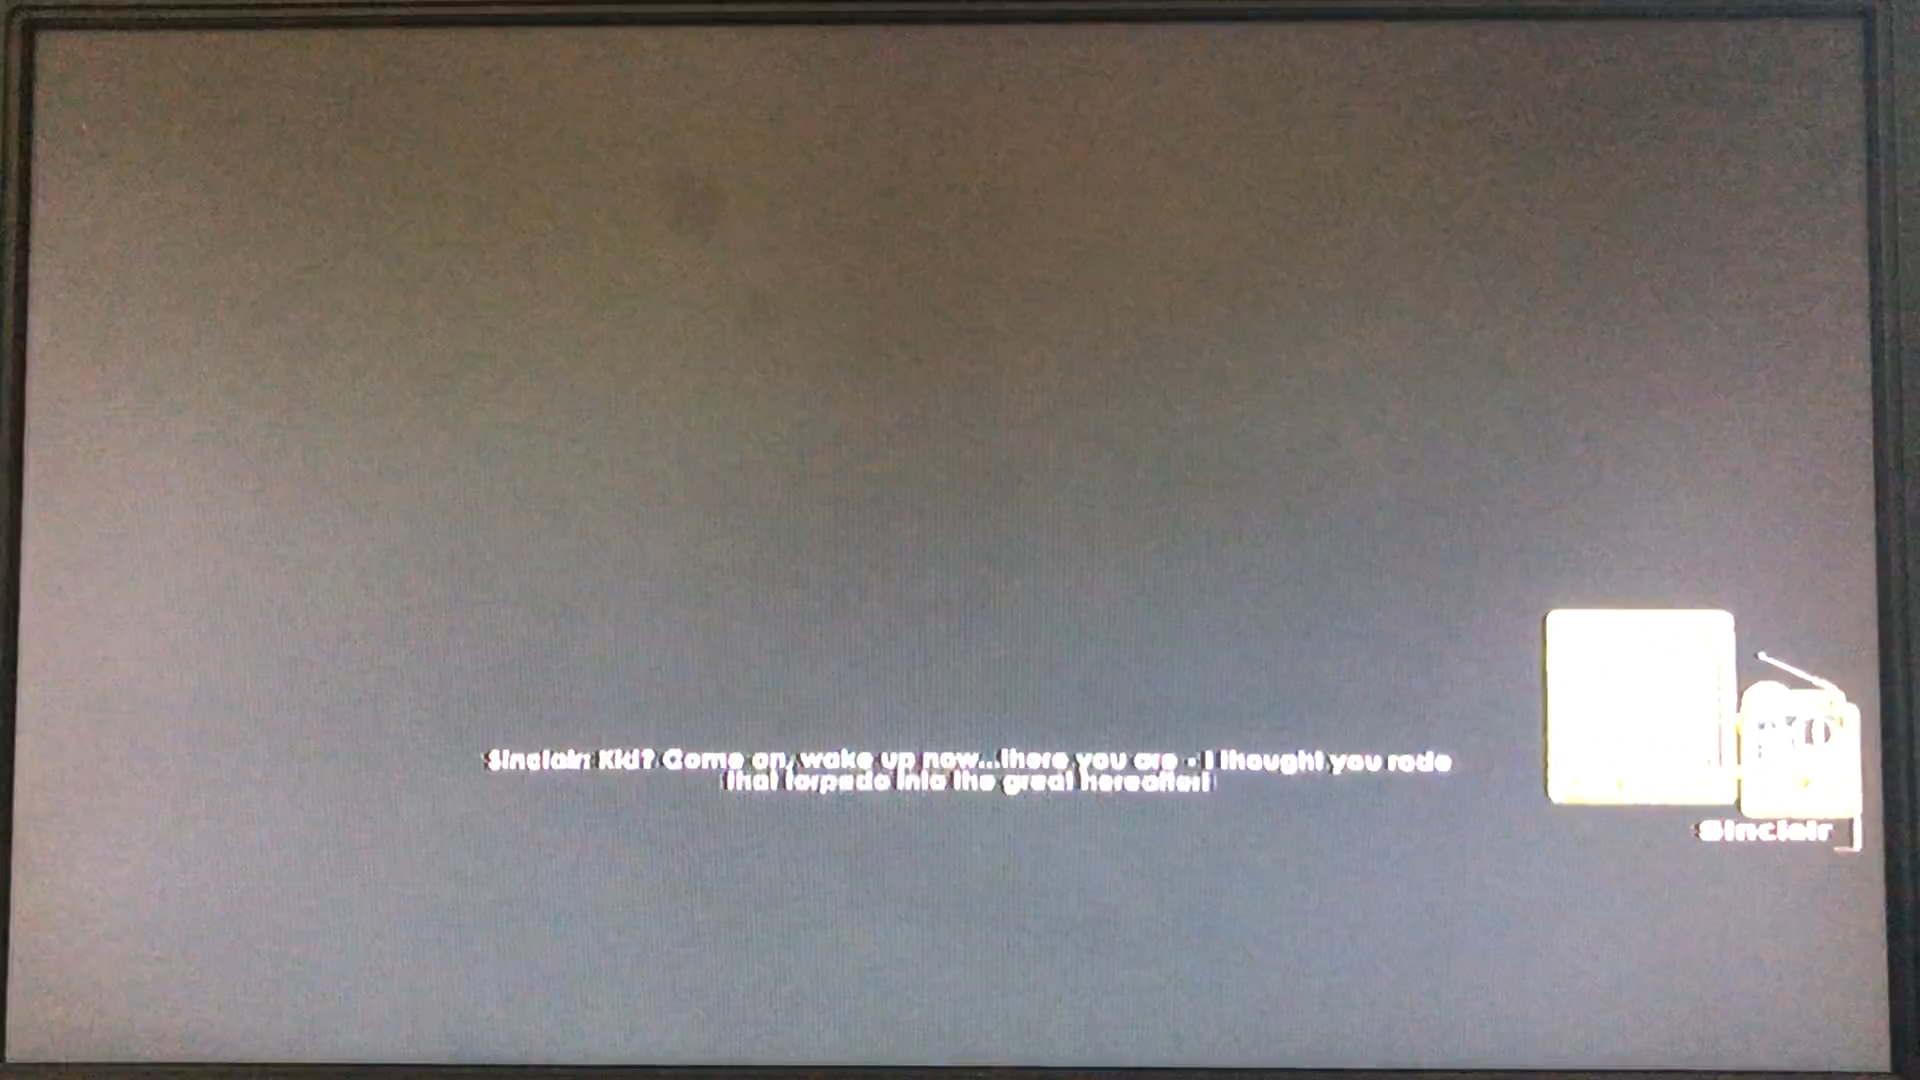 Sinclair: Kid? Come on, wake up now...there you are - I thought you rode
that torpedo into the great hereafter!
Sinclair